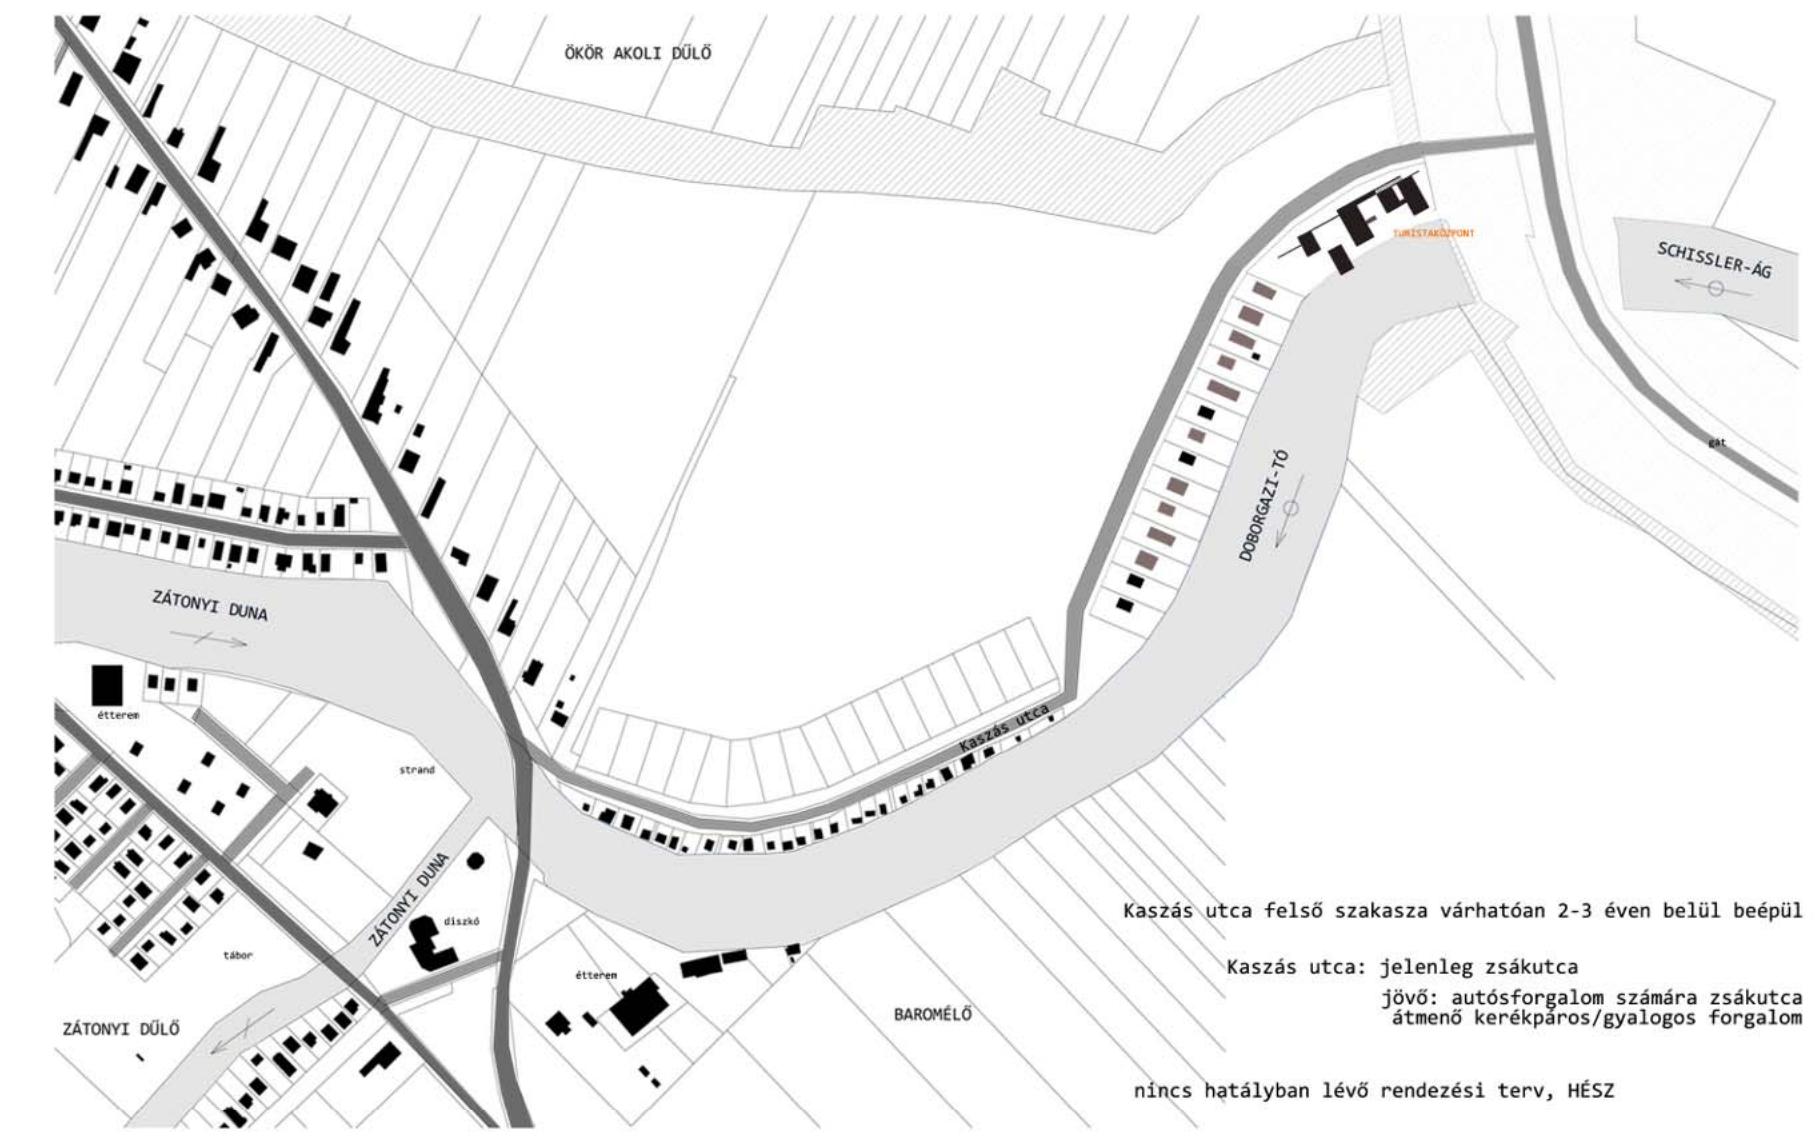 ÖKÖR AKOLI DŰLŐ
TURISTAKÖZPONT
SCHISSLER-ÁG
gát
DOBORGAZI-TÓ
ZÁTONYI DUNA
étterem
strand
Kaszás utca
ZÁTONYI DUNA
diszkó
tábor
étterem
ZÁTONYI DŰLŐ
BAROMÉLŐ
Kaszás utca felső szakasza várhatóan 2-3 éven belül beépül
Kaszás utca: jelenleg zsákutca
jövő: autósforgalom számára zsákutca
átmenő kerékpáros/gyalogos forgalom
nincs hatályban lévő rendezési terv, HÉSZ